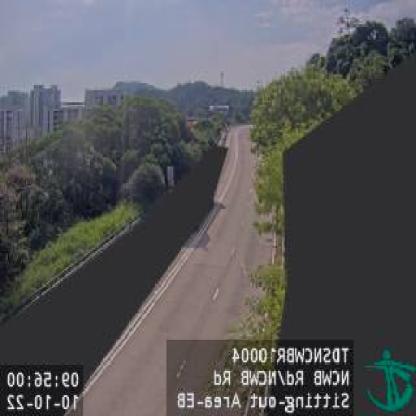 TDSNCWBR10004
NCWB Rd/NCWB Rd
Sitting-out Area-EB
09:56:00
10-10-22